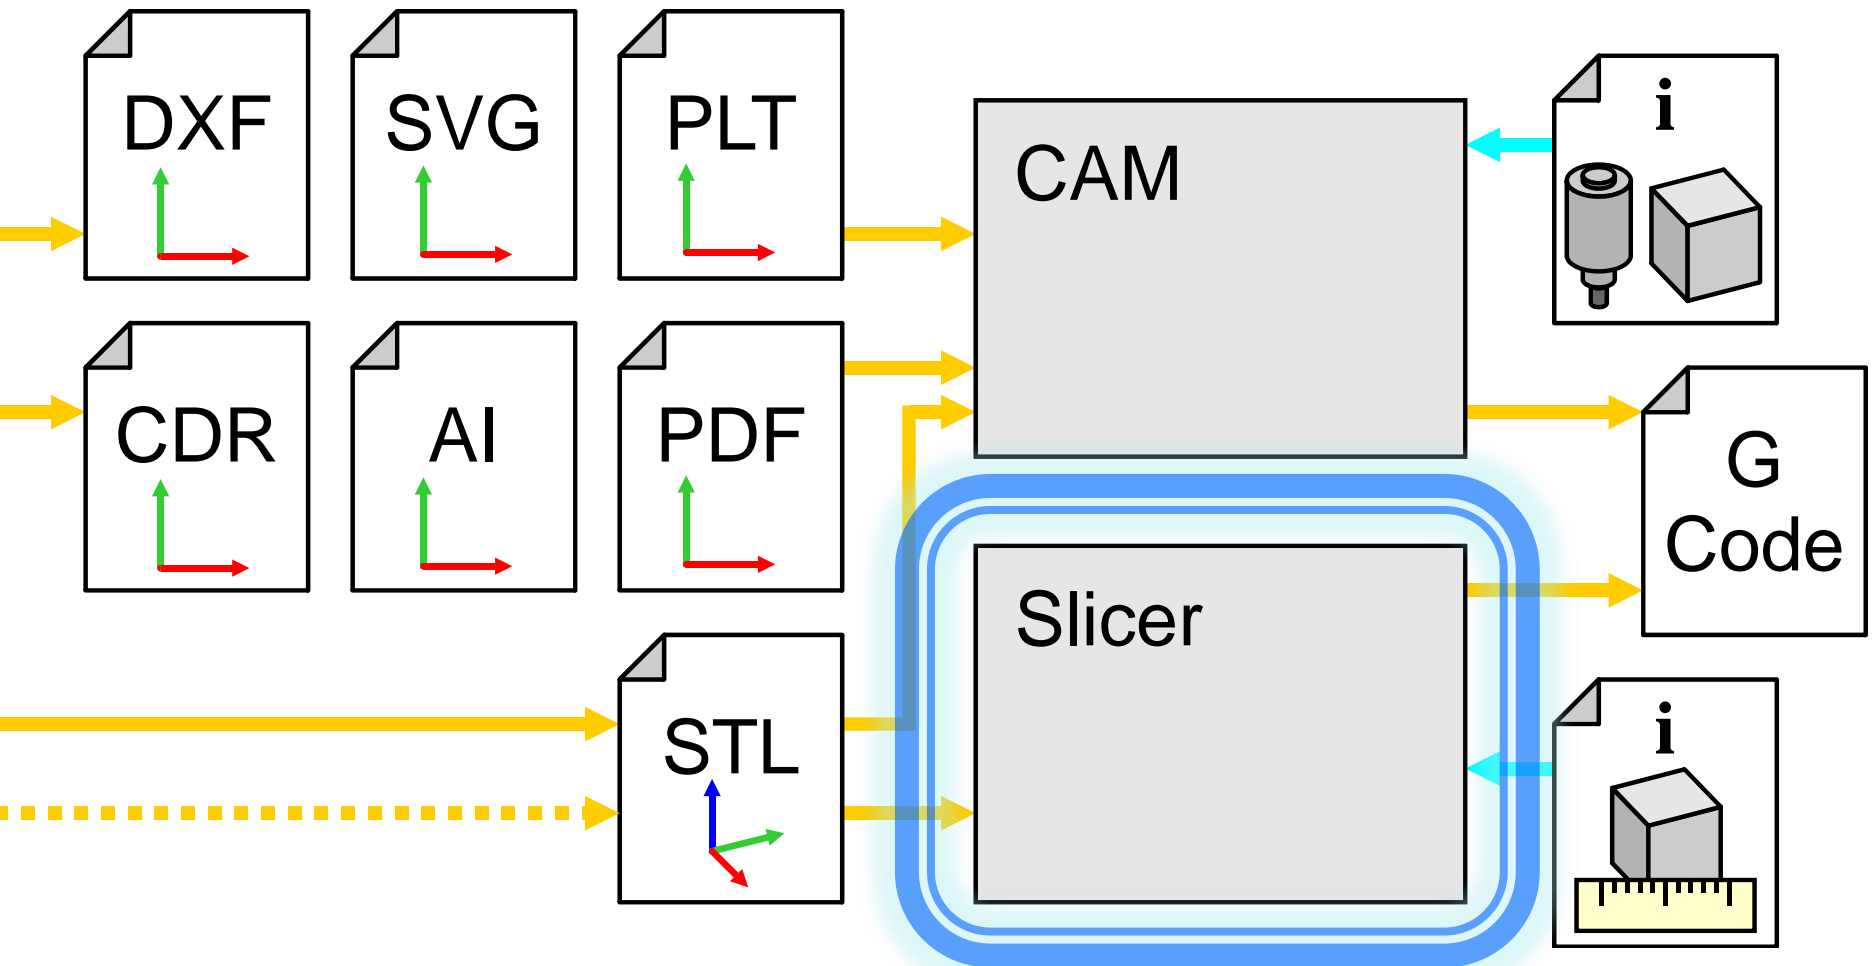 DXF
SVG
PLT
CAM
i
CDR
AI
PDF
G
Code
STL
Slicer
i